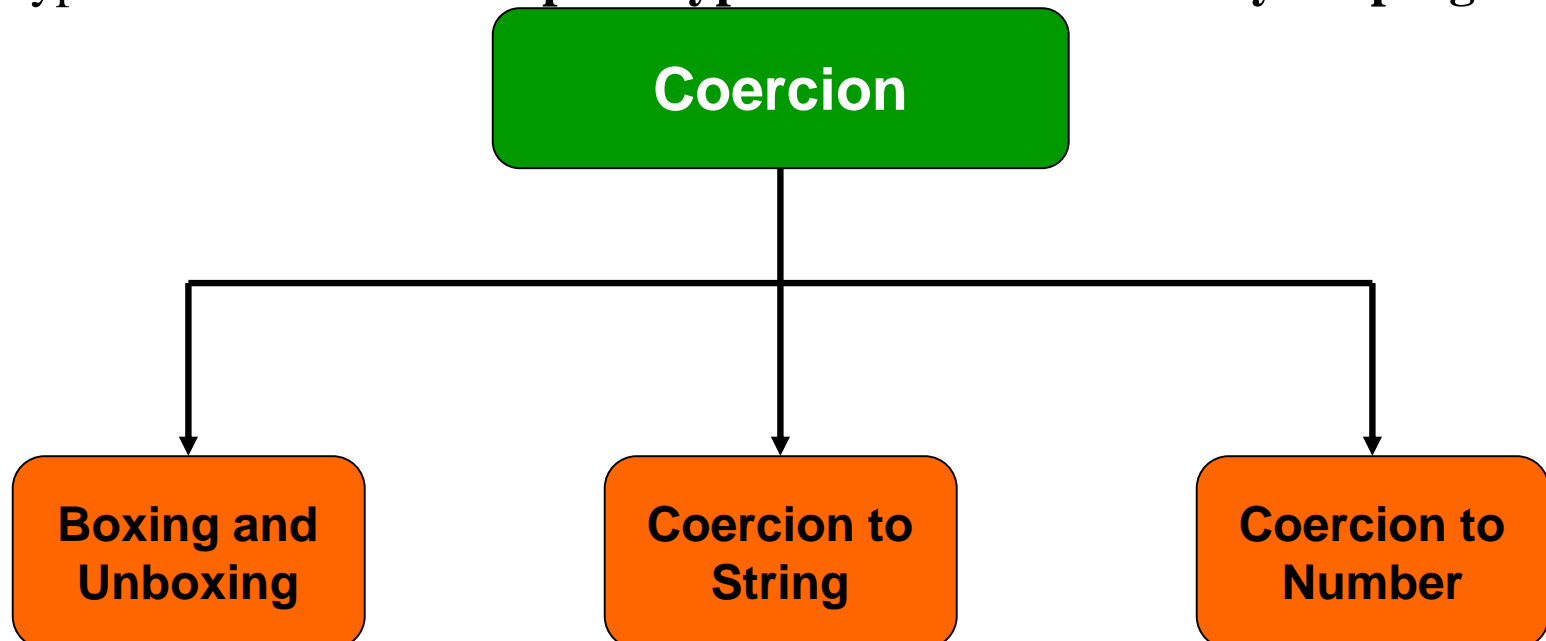 Coercion
Boxing and
Unboxing
Coercion to
String
Coercion to
Number